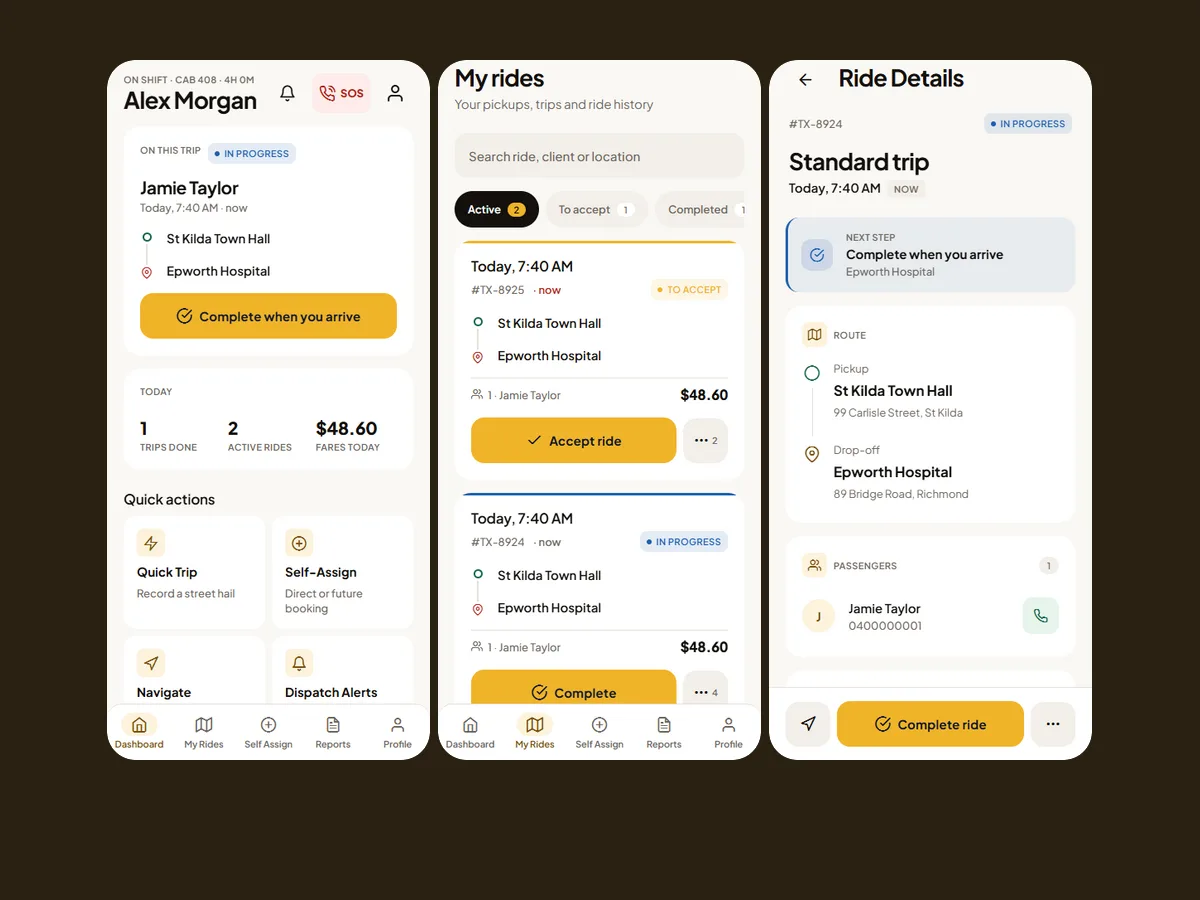 ON SHIFT · CAB 408 · 4H 0M
Alex Morgan
SOS
ON THIS TRIP
IN PROGRESS
Jamie Taylor
Today, 7:40 AM · now
St Kilda Town Hall
Epworth Hospital
Complete when you arrive
TODAY
1
2
$48.60
TRIPS DONE
ACTIVE RIDES
FARES TODAY
Quick actions
Quick Trip
Record a street hail
Self-Assign
Direct or future
booking
Navigate
Dispatch Alerts
Dashboard
My Rides
Self Assign
Reports
Profile
My rides
Your pickups, trips and ride history
Search ride, client or location
Active 2
To accept 1
Completed 1
Today, 7:40 AM
#TX-8925 · now
TO ACCEPT
St Kilda Town Hall
Epworth Hospital
1 · Jamie Taylor
$48.60
Accept ride
··· 2
Today, 7:40 AM
#TX-8924 · now
IN PROGRESS
St Kilda Town Hall
Epworth Hospital
1 · Jamie Taylor
$48.60
Complete
··· 4
Dashboard
My Rides
Self Assign
Reports
Profile
Ride Details
#TX-8924
IN PROGRESS
Standard trip
Today, 7:40 AM NOW
NEXT STEP
Complete when you arrive
Epworth Hospital
ROUTE
Pickup
St Kilda Town Hall
99 Carlisle Street, St Kilda
Drop-off
Epworth Hospital
89 Bridge Road, Richmond
PASSENGERS
1
J
Jamie Taylor
0400000001
Complete ride